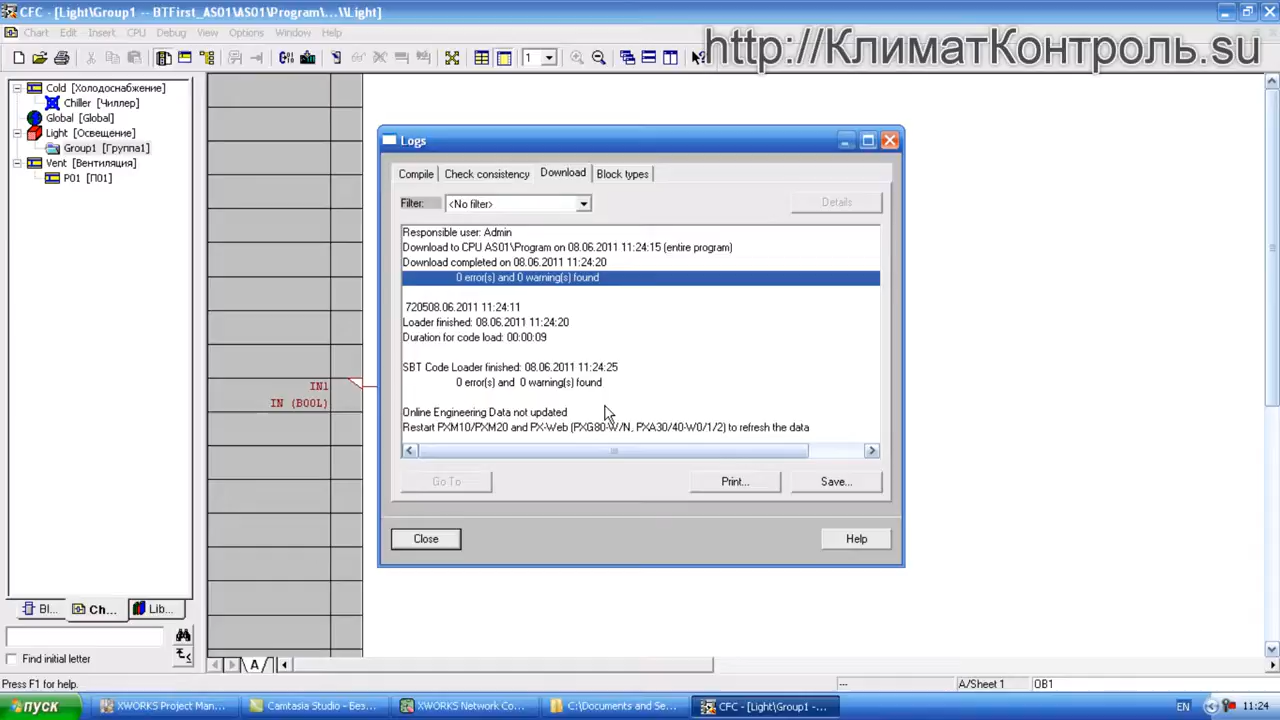 CFC - [Light\Group1 -- BTFirst_AS01\AS01\Program\...\\Light]
Chart Edit Insert CPU Debug View Options Window Help
http://КлиматКонтроль.su
1
Cold [Холодоснабжение]
Chiller [Чиллер]
Global [Global]
Light [Освещение]
Group1 [Группа1]
Vent [Вентиляция]
P01 [П01]
IN1
IN (BOOL)
Logs
Compile Check consistency Download Block types
Filter: <No filter> Details
Responsible user: Admin
Download to CPU AS01\Program on 08.06.2011 11:24:15 (entire program)
Download completed on 08.06.2011 11:24:20
0 error(s) and 0 warning(s) found
720508.06.2011 11:24:11
Loader finished: 08.06.2011 11:24:20
Duration for code load: 00:00:09
SBT Code Loader finished: 08.06.2011 11:24:25
0 error(s) and 0 warning(s) found
Online Engineering Data not updated
Restart PXM10/PXM20 and PX-Web (PXG80-W/N, PXA30/40-W0/1/2) to refresh the data
Go To Print... Save...
Close Help
Bl... Ch... Lib...
Find initial letter
A
Press F1 for help. --- A/Sheet 1 OB1
пуск XWORKS Project Man... Camtasia Studio - Без... XWORKS Network Co... C:\Documents and Se... CFC - [Light\Group1 -... EN 11:24